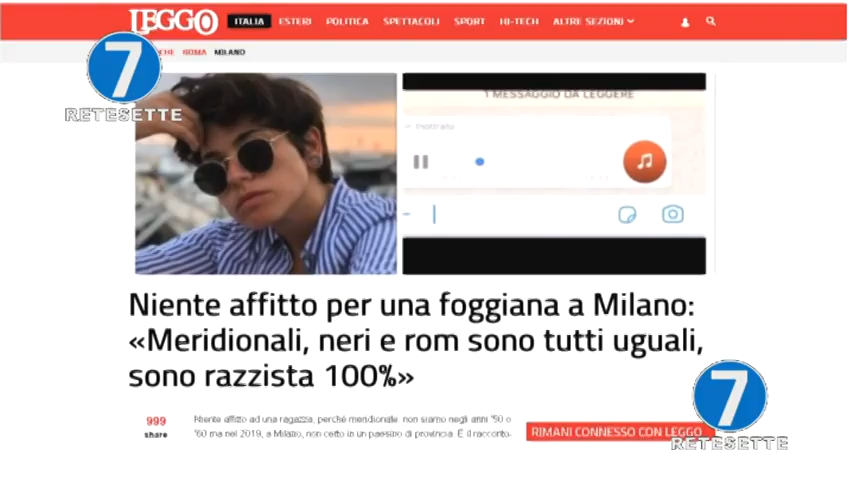 LEGGO ITALIA ESTERI POLITICA SPETTACOLI SPORT HI-TECH ALTRE SEZIONI
ROMA MILANO
7
RETESETTE
1 MESSAGGIO DA LEGGERE
Inoltrato
Niente affitto per una foggiana a Milano:
«Meridionali, neri e rom sono tutti uguali,
sono razzista 100%»
999
share
Niente affitto ad una ragazza, perché meridionale: non siamo negli anni '50 o
'60 ma nel 2019, a Milano, non certo in un paesino di provincia. È il racconto-
RIMANI CONNESSO CON LEGGO
7
RETESETTE